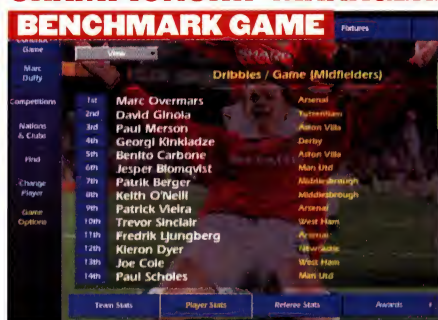 BENCHMARK GAME
Fixtures
Game
View
Marc
Duffy
Dribbles / Game (Midfielders)
Competitions
Nations
& Clubs
Find
Change
Player
Game
Options
1st Marc Overmars Arsenal
2nd David Ginola Tottenham
3rd Paul Merson Aston Villa
4th Georgi Kinkladze Derby
5th Benito Carbone Aston Villa
6th Jesper Blomqvist Man Utd
7th Patrik Berger Middlesbrough
8th Keith O'Neill Middlesbrough
9th Patrick Vieira Arsenal
10th Trevor Sinclair West Ham
11th Fredrik Ljungberg Arsenal
12th Kieron Dyer Newcastle
13th Joe Cole West Ham
14th Paul Scholes Man Utd
Team Stats
Player Stats
Referee Stats
Awards